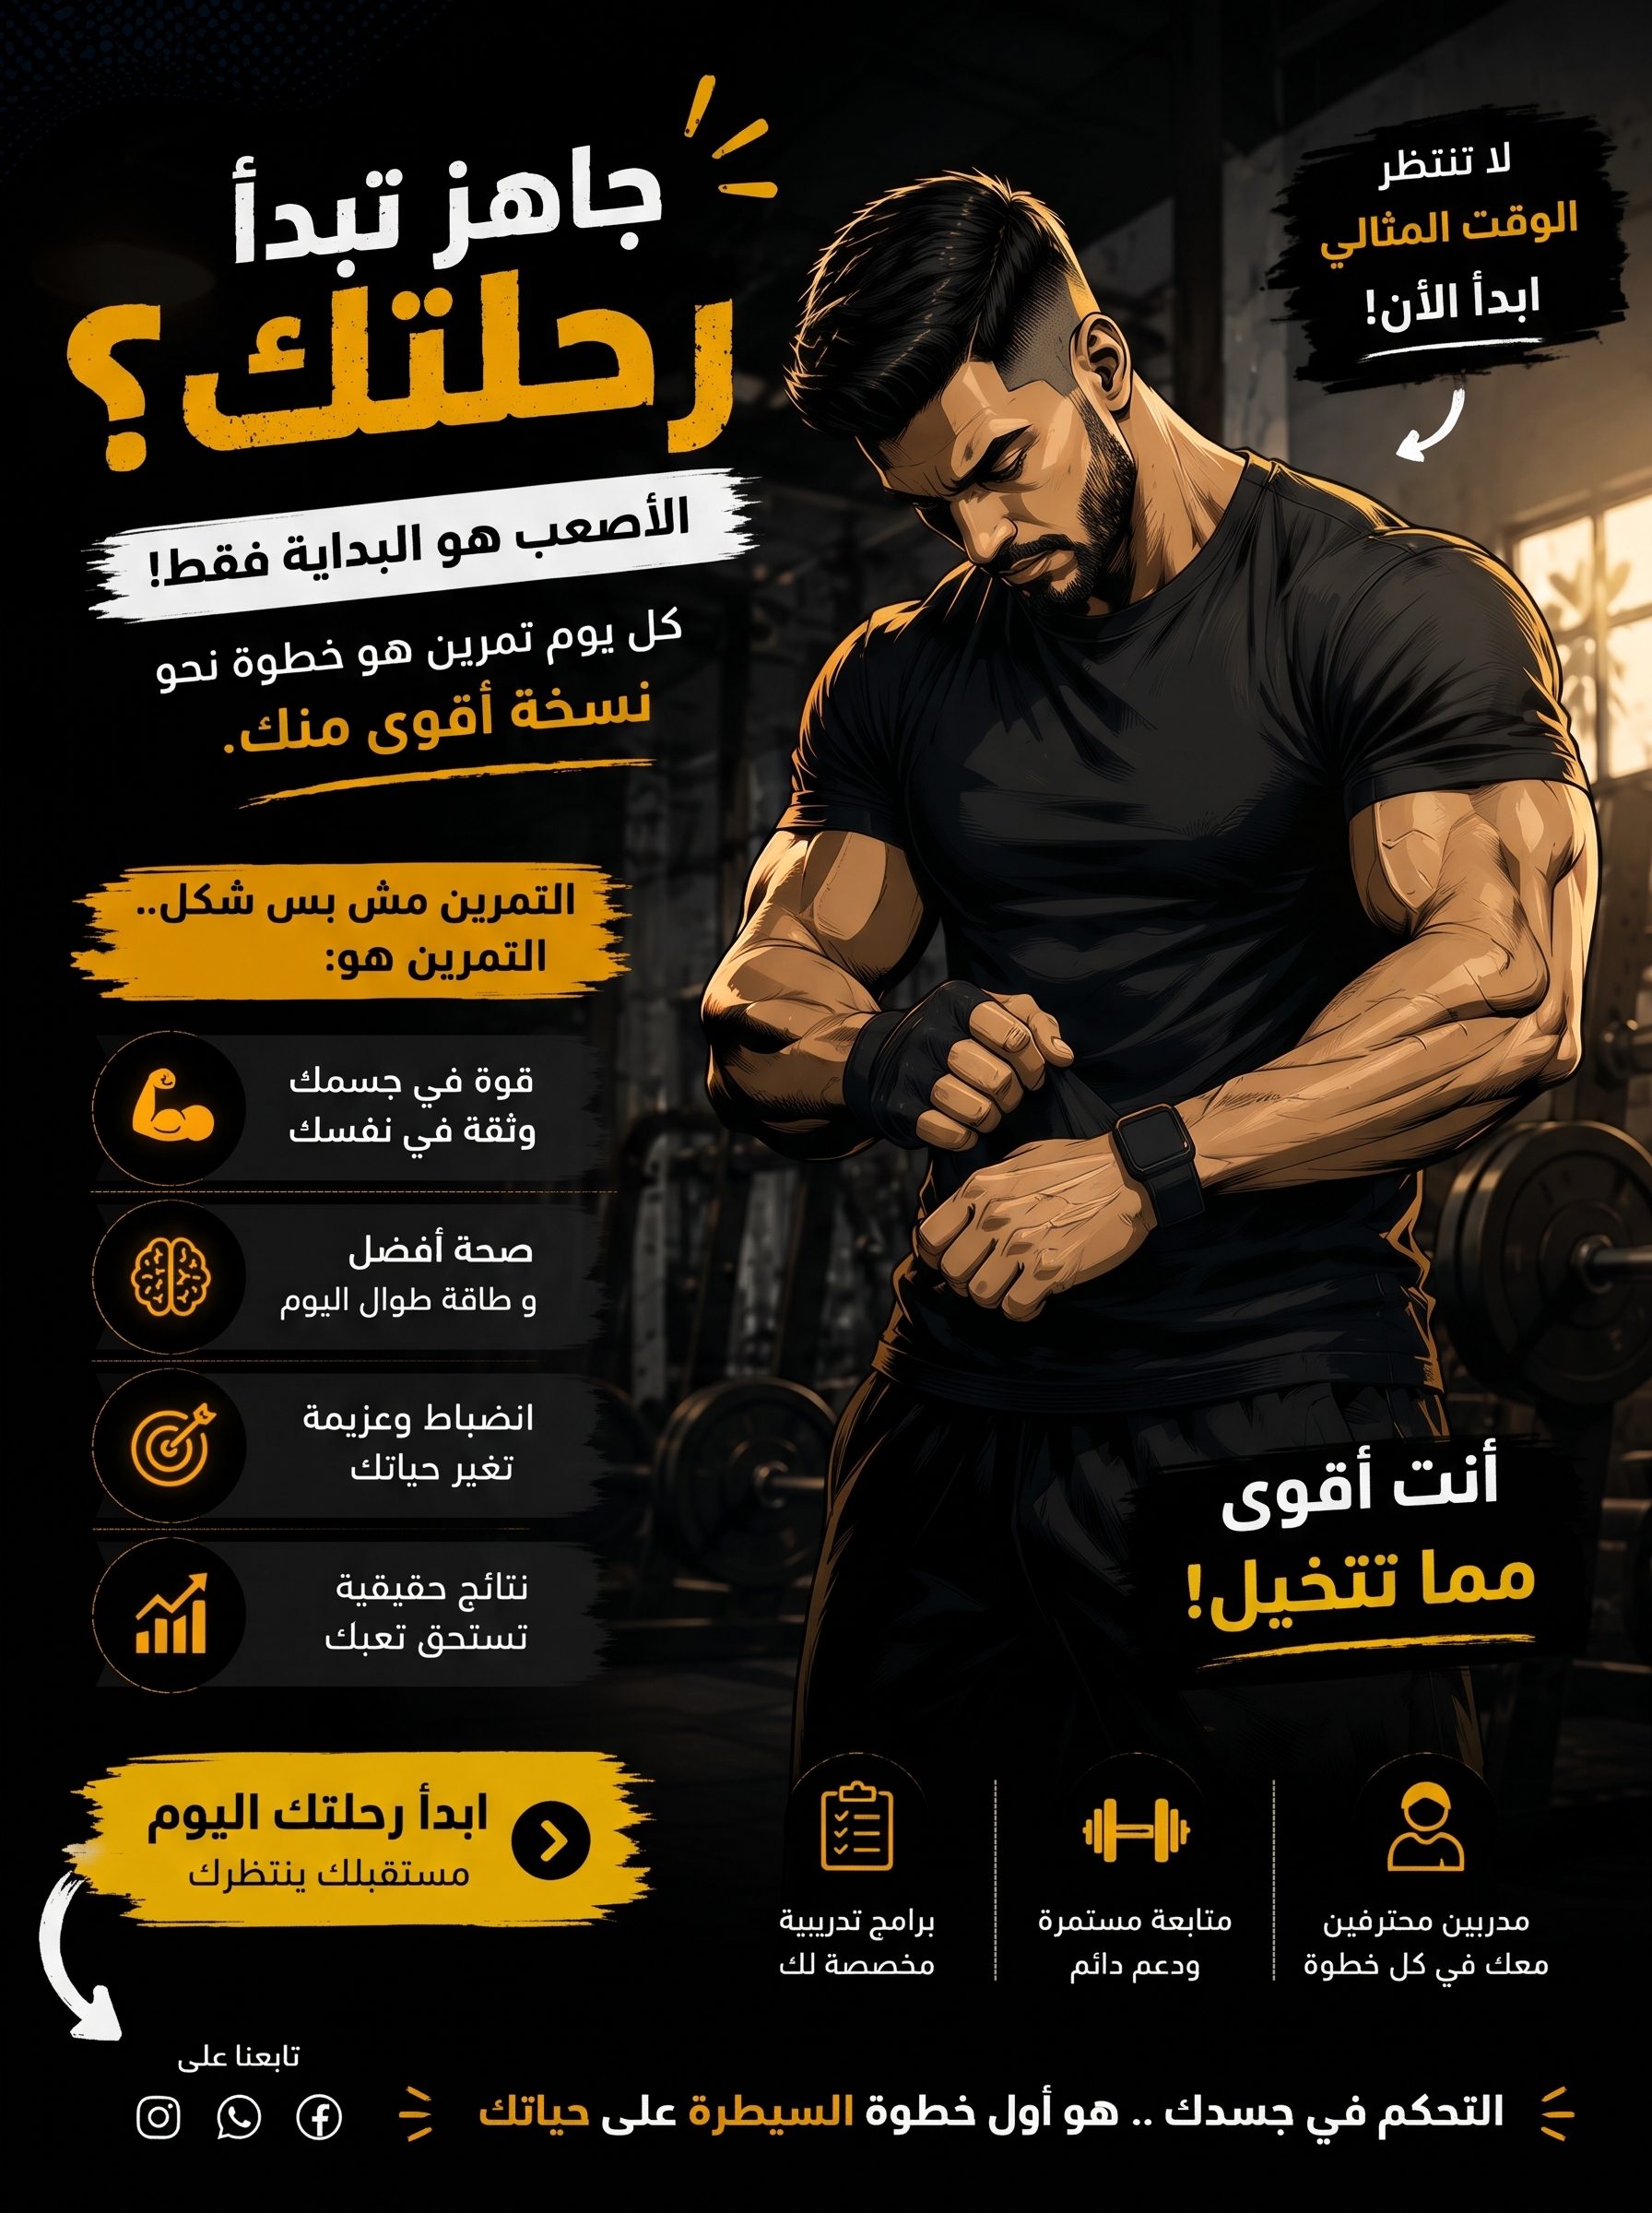 جاهز تبدأ
رحلتك؟
لا تنتظر
الوقت المثالي
ابدأ الأن!
الأصعب هو البداية فقط!
كل يوم تمرين هو خطوة نحو
نسخة أقوى منك.
التمرين مش بس شكل..
التمرين هو:
قوة في جسمك
وثقة في نفسك
صحة أفضل
و طاقة طوال اليوم
انضباط وعزيمة
تغير حياتك
نتائج حقيقية
تستحق تعبك
أنت أقوى
مما تتخيل!
ابدأ رحلتك اليوم
مستقبلك ينتظرك
مدربين محترفين
معك في كل خطوة
متابعة مستمرة
ودعم دائم
برامج تدريبية
مخصصة لك
تابعنا على
التحكم في جسدك .. هو أول خطوة السيطرة على حياتك